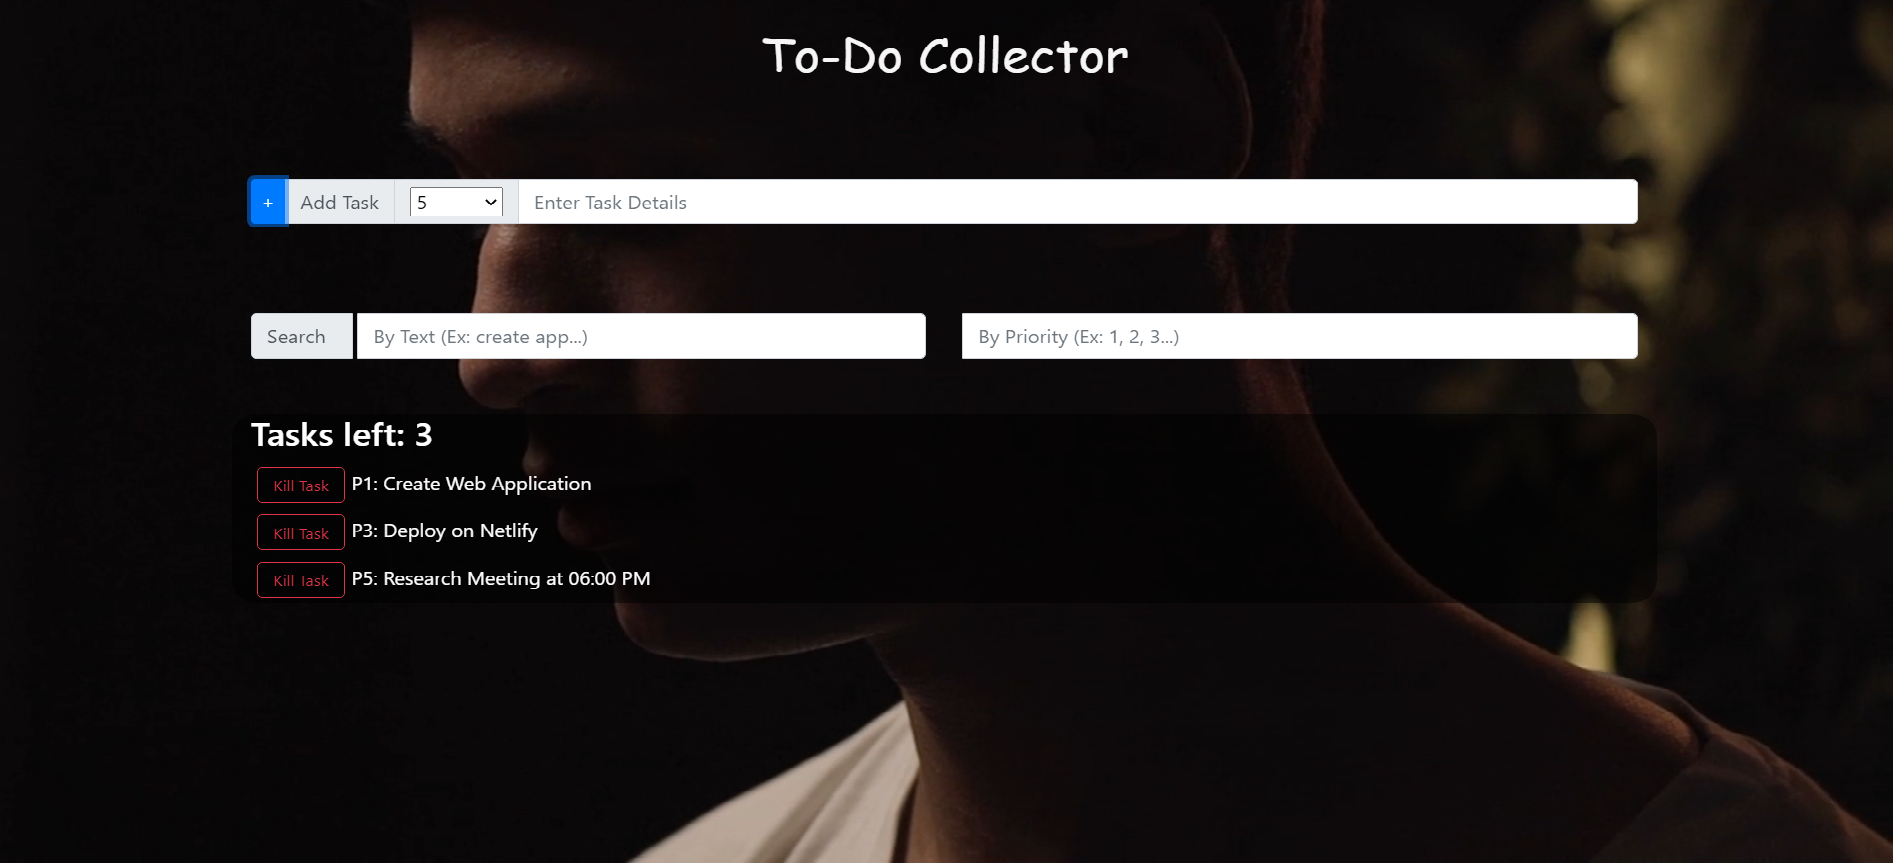 To-Do Collector
+ Add Task 5 Enter Task Details
Search By Text (Ex: create app...) By Priority (Ex: 1, 2, 3...)
Tasks left: 3
Kill Task P1: Create Web Application
Kill Task P3: Deploy on Netlify
Kill Task P5: Research Meeting at 06:00 PM